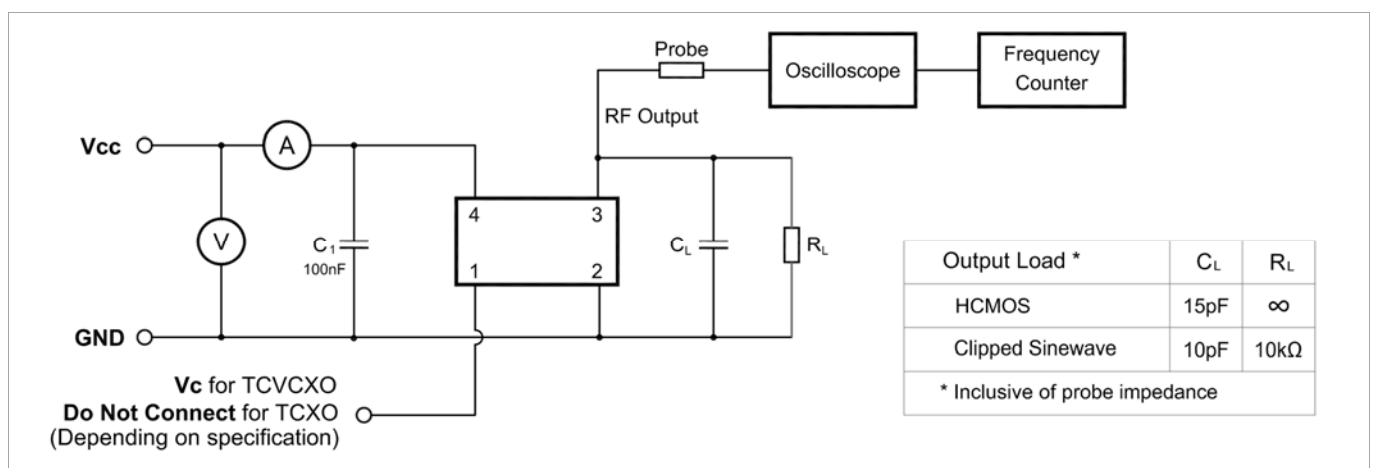 Probe
Oscilloscope
Frequency
Counter
RF Output
Vcc
A
V
C1
100nF
4
3
1
2
CL
RL
GND
Vc for TCVCXO
Do Not Connect for TCXO
(Depending on specification)
Output Load * CL RL
HCMOS 15pF ∞
Clipped Sinewave 10pF 10kΩ
* Inclusive of probe impedance